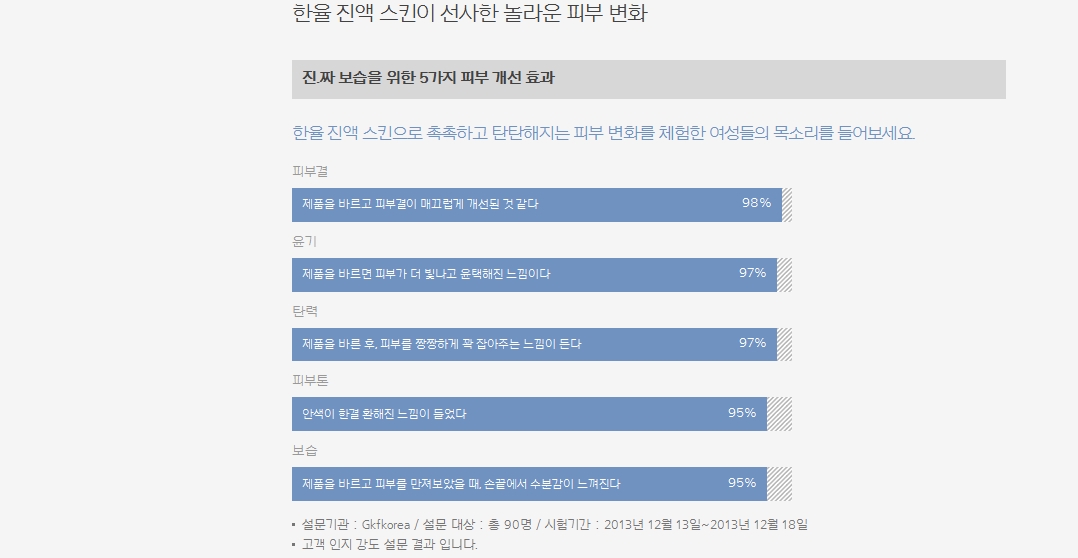 한율 진액 스킨이 선사한 놀라운 피부 변화
진.짜 보습을 위한 5가지 피부 개선 효과
한율 진액 스킨으로 촉촉하고 탄탄해지는 피부 변화를 체험한 여성들의 목소리를 들어보세요.
피부결
제품을 바르고 피부결이 매끄럽게 개선된 것 같다 98%
윤기
제품을 바르면 피부가 더 빛나고 윤택해진 느낌이다 97%
탄력
제품을 바른 후, 피부를 짱짱하게 꽉 잡아주는 느낌이 든다 97%
피부톤
안색이 한결 환해진 느낌이 들었다 95%
보습
제품을 바르고 피부를 만져보았을 때, 손끝에서 수분감이 느껴진다 95%
▪ 설문기관 : Gkfkorea / 설문 대상 : 총 90명 / 시험기간 : 2013년 12월 13일~2013년 12월 18일
▪ 고객 인지 강도 설문 결과 입니다.